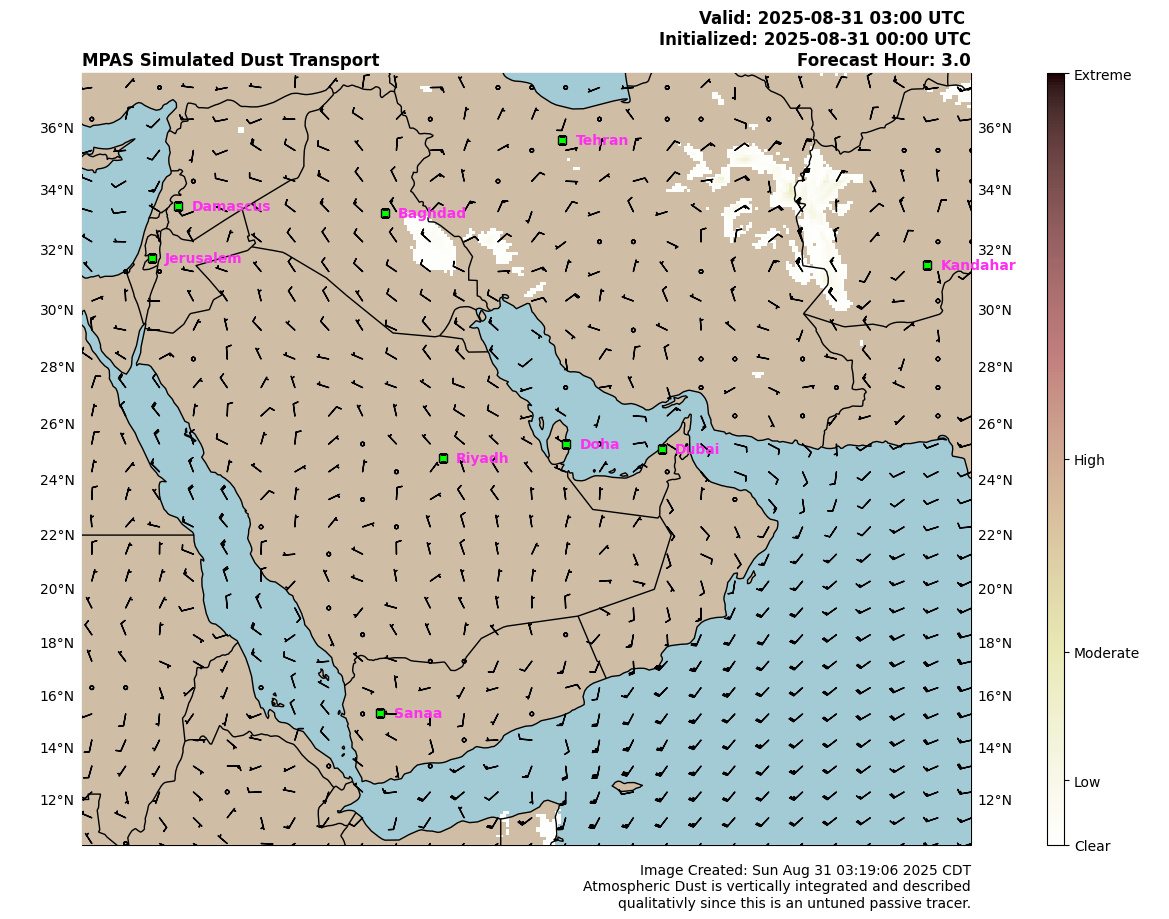 Valid: 2025-08-31 03:00 UTC
Initialized: 2025-08-31 00:00 UTC
MPAS Simulated Dust Transport
Forecast Hour: 3.0
Extreme
36°N
Tehran
36°N
34°N
Damascus
Baghdad
34°N
32°N
Jerusalem
32°N
Kandahar
30°N
30°N
28°N
28°N
26°N
Doha
Dubai
26°N
Riyadh
High
24°N
24°N
22°N
22°N
20°N
20°N
18°N
18°N
Moderate
16°N
Sanaa
16°N
14°N
14°N
Low
12°N
12°N
Clear
Image Created: Sun Aug 31 03:19:06 2025 CDT
Atmospheric Dust is vertically integrated and described
qualitativly since this is an untuned passive tracer.